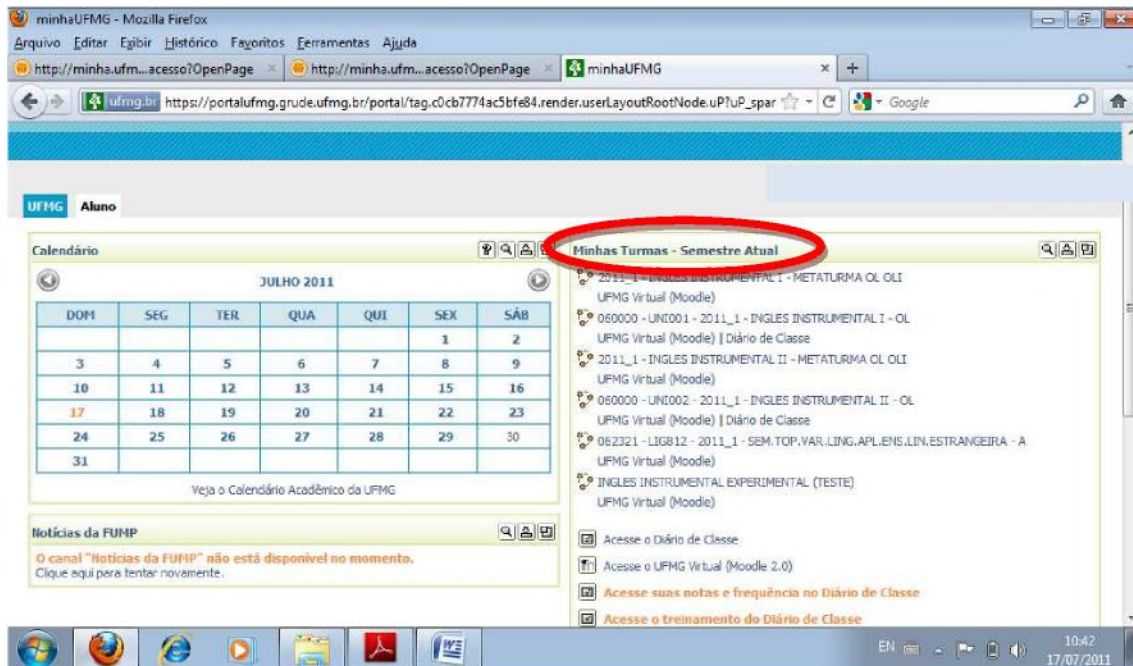 minhaUFMG - Mozilla Firefox
Arquivo Editar Exibir Histórico Favoritos Ferramentas Ajuda
http://minha.ufm...acesso?OpenPage × http://minha.ufm...acesso?OpenPage × minhaUFMG × +
ufmg.br https://portalufmg.grude.ufmg.br/portal/tag.c0cb7774ac5bfe84.render.userLayoutRootNode.uP?uP_spar Google
UFMG Aluno
Calendário
JULHO 2011
DOM SEG TER QUA QUI SEX SÁB
1 2
3 4 5 6 7 8 9
10 11 12 13 14 15 16
17 18 19 20 21 22 23
24 25 26 27 28 29 30
31
Veja o Calendário Acadêmico da UFMG
Notícias da FUMP
O canal "Notícias da FUMP" não está disponível no momento.
Clique aqui para tentar novamente.
Minhas Turmas - Semestre Atual
2011_1 - INGLES INSTRUMENTAL I - METATURMA OL OLI
UFMG Virtual (Moodle)
060000 - UNI001 - 2011_1 - INGLES INSTRUMENTAL I - OL
UFMG Virtual (Moodle) | Diário de Classe
2011_1 - INGLES INSTRUMENTAL II - METATURMA OL OLI
UFMG Virtual (Moodle)
060000 - UNI002 - 2011_1 - INGLES INSTRUMENTAL II - OL
UFMG Virtual (Moodle) | Diário de Classe
062321 - LIG812 - 2011_1 - SEM.TOP.VAR.LING.APL.ENS.LIN.ESTRANGEIRA - A
UFMG Virtual (Moodle)
INGLES INSTRUMENTAL EXPERIMENTAL (TESTE)
UFMG Virtual (Moodle)
Acesse o Diário de Classe
Acesse o UFMG Virtual (Moodle 2.0)
Acesse suas notas e frequência no Diário de Classe
Acesse o treinamento do Diário de Classe
EN 10:42
17/07/2011